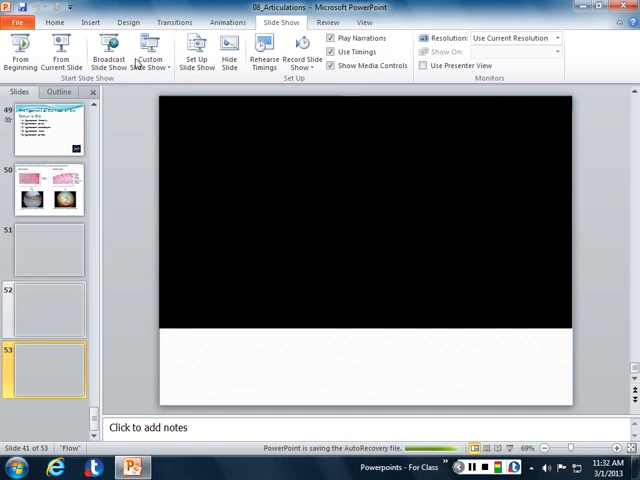 08_Articulations - Microsoft PowerPoint
File Home Insert Design Transitions Animations Slide Show Review View
From Beginning
From Current Slide
Broadcast Slide Show
Custom Slide Show
Start Slide Show
Set Up Slide Show
Hide Slide
Rehearse Timings
Record Slide Show
Play Narrations
Use Timings
Show Media Controls
Set Up
Resolution: Use Current Resolution
Show On:
Use Presenter View
Monitors
Slides Outline
49
50
51
52
53
Click to add notes
Slide 41 of 53 "Flow" PowerPoint is saving the AutoRecovery file. 69%
Powerpoints - For Class
11:32 AM
3/1/2013